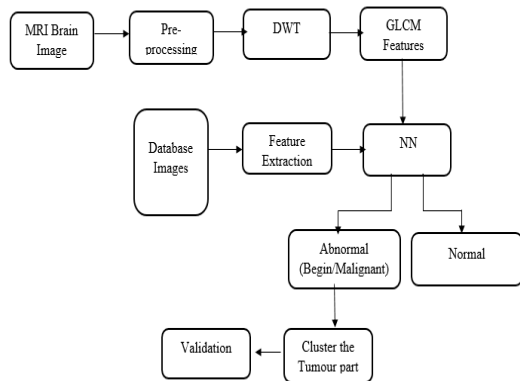 MRI Brain
Image
Pre-
processing
DWT
GLCM
Features
Database
Images
Feature
Extraction
NN
Abnormal
(Begin/Malignant)
Normal
Validation
Cluster the
Tumour part